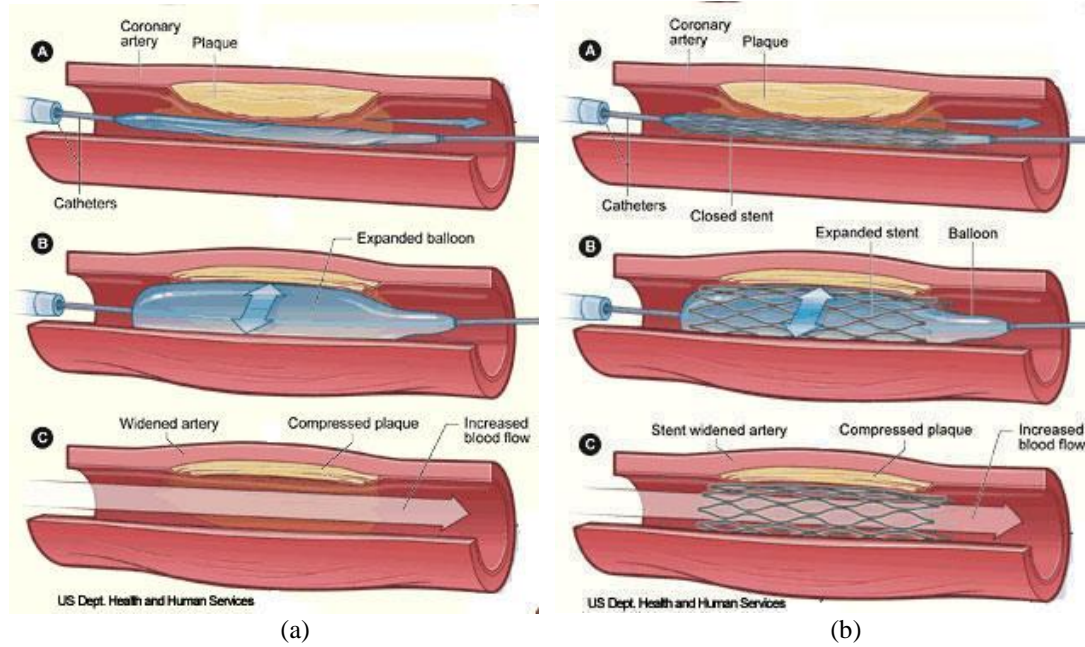 Coronary
artery
Plaque
A
Catheters
B
Expanded balloon
C
Widened artery
Compressed plaque
Increased
blood flow
US Dept. Health and Human Services
(a)
Coronary
artery
Plaque
A
Catheters
Closed stent
B
Expanded stent
Balloon
C
Stent widened artery
Compressed plaque
Increased
blood flow
US Dept. Health and Human Services
(b)